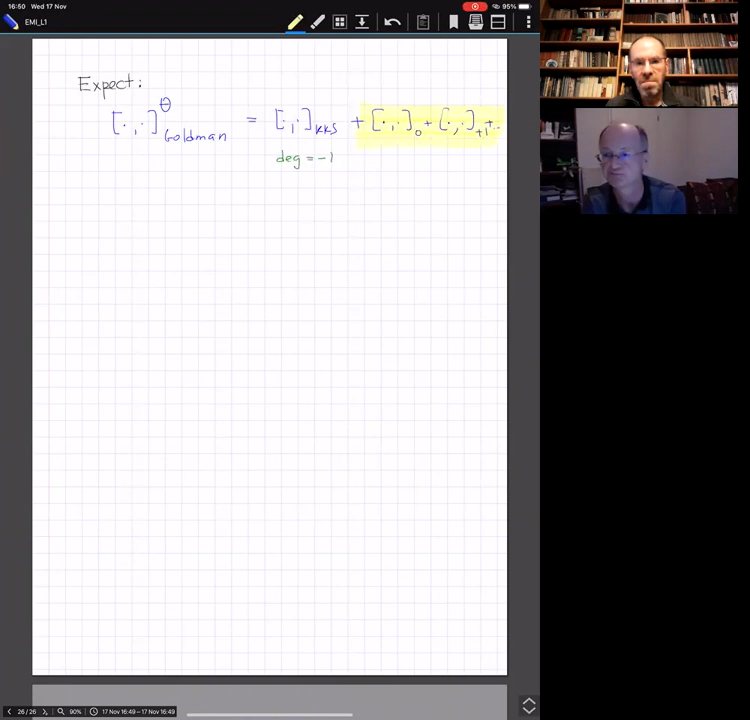 16:50 Wed 17 Nov
95%
EMI_L1
Expect:
[·,·]^θ_Goldman = [·,·]_KKS + [·,·]_0 + [·,·]_+1 + ...
deg = -1
26/26 90% 17 Nov 16:49 – 17 Nov 16:49